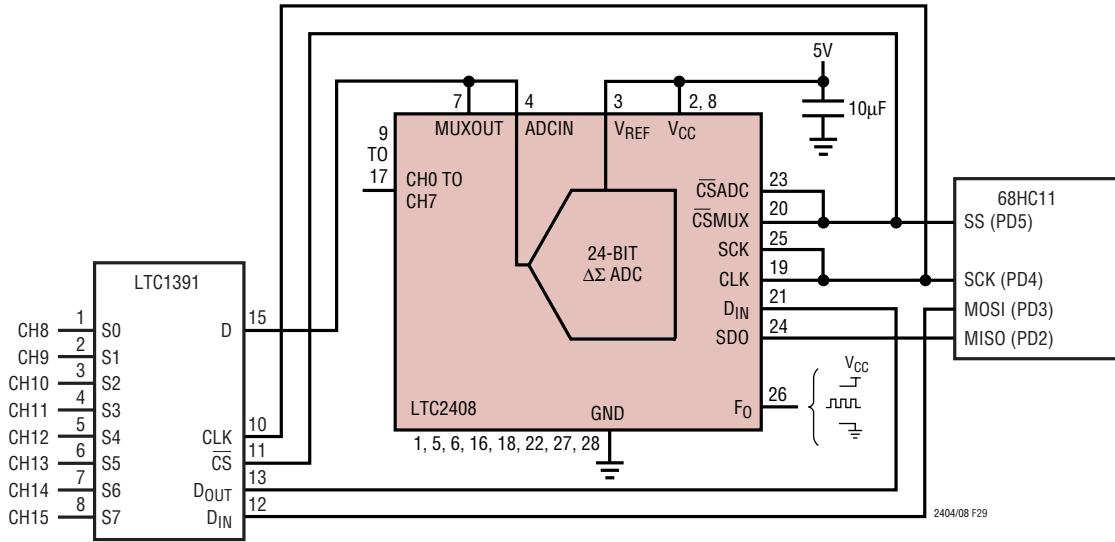 5V
10µF
7
4
3
2, 8
MUXOUT
ADCIN
VREF
VCC
9
TO
17
CH0 TO
CH7
24-BIT
ΔΣ ADC
LTC2408
GND
1, 5, 6, 16, 18, 22, 27, 28
CSADC
23
CSMUX
20
SCK
25
CLK
19
DIN
21
SDO
24
FO
26
VCC
68HC11
SS (PD5)
SCK (PD4)
MOSI (PD3)
MISO (PD2)
LTC1391
CH8 1 S0
CH9 2 S1
CH10 3 S2
CH11 4 S3
CH12 5 S4
CH13 6 S5
CH14 7 S6
CH15 8 S7
D 15
CLK 10
CS 11
DOUT 13
DIN 12
2404/08 F29